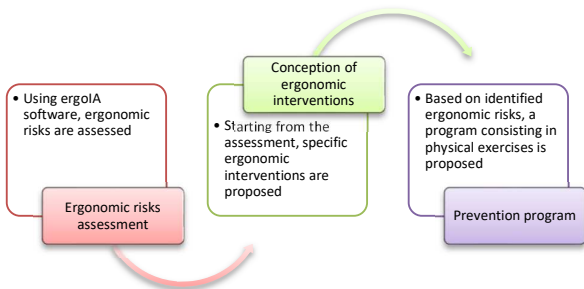 • Using ergoIA
software, ergonomic
risks are assessed
Ergonomic risks
assessment
Conception of
ergonomic
interventions
• Starting from the
assessment, specific
ergonomic
interventions are
proposed
• Based on identified
ergonomic risks, a
program consisting in
physical exercises is
proposed
Prevention program